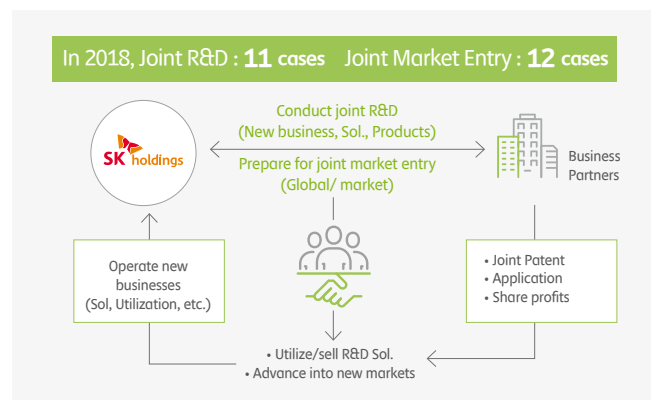 In 2018, Joint R&D : 11 cases Joint Market Entry : 12 cases
Conduct joint R&D
(New business, Sol., Products)
SK holdings
Prepare for joint market entry
(Global/ market)
Business
Partners
Operate new
businesses
(Sol, Utilization, etc.)
• Joint Patent
• Application
• Share profits
• Utilize/sell R&D Sol.
• Advance into new markets